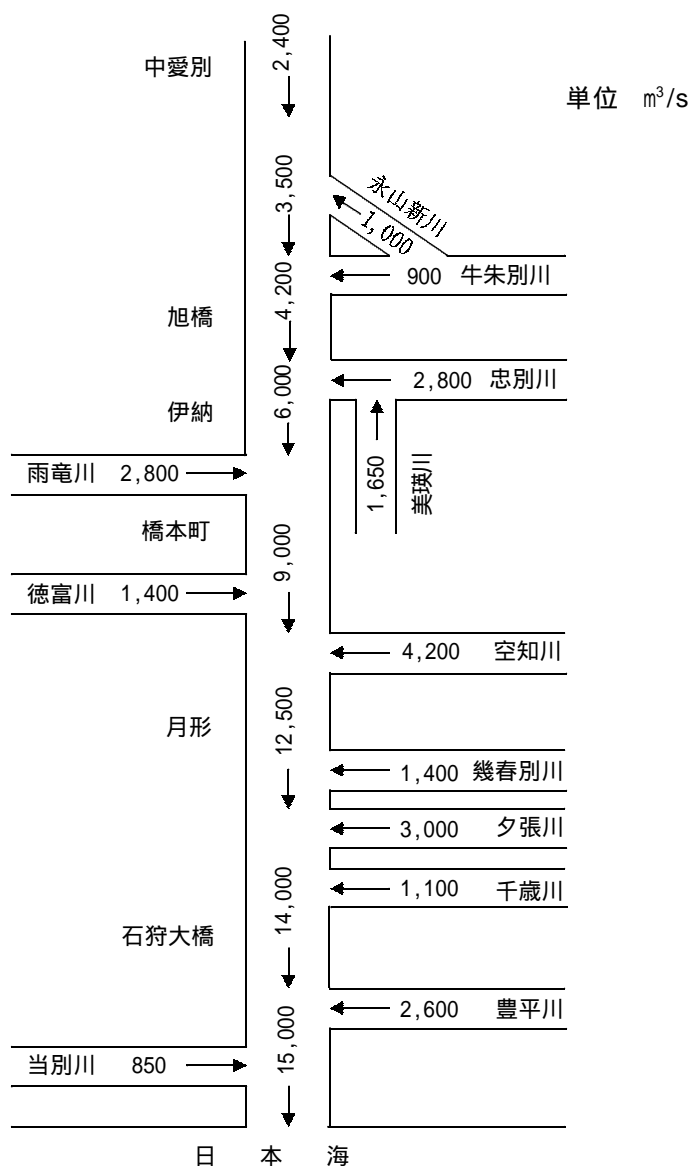 2,400
中愛別
単位 m³/s
3,500
永山新川
1,000
4,200
900 牛朱別川
旭橋
6,000
2,800 忠別川
伊納
雨竜川 2,800
1,650
美瑛川
橋本町
9,000
徳富川 1,400
4,200 空知川
12,500
月形
1,400 幾春別川
3,000 夕張川
14,000
1,100 千歳川
石狩大橋
15,000
2,600 豊平川
当別川 850
日本海